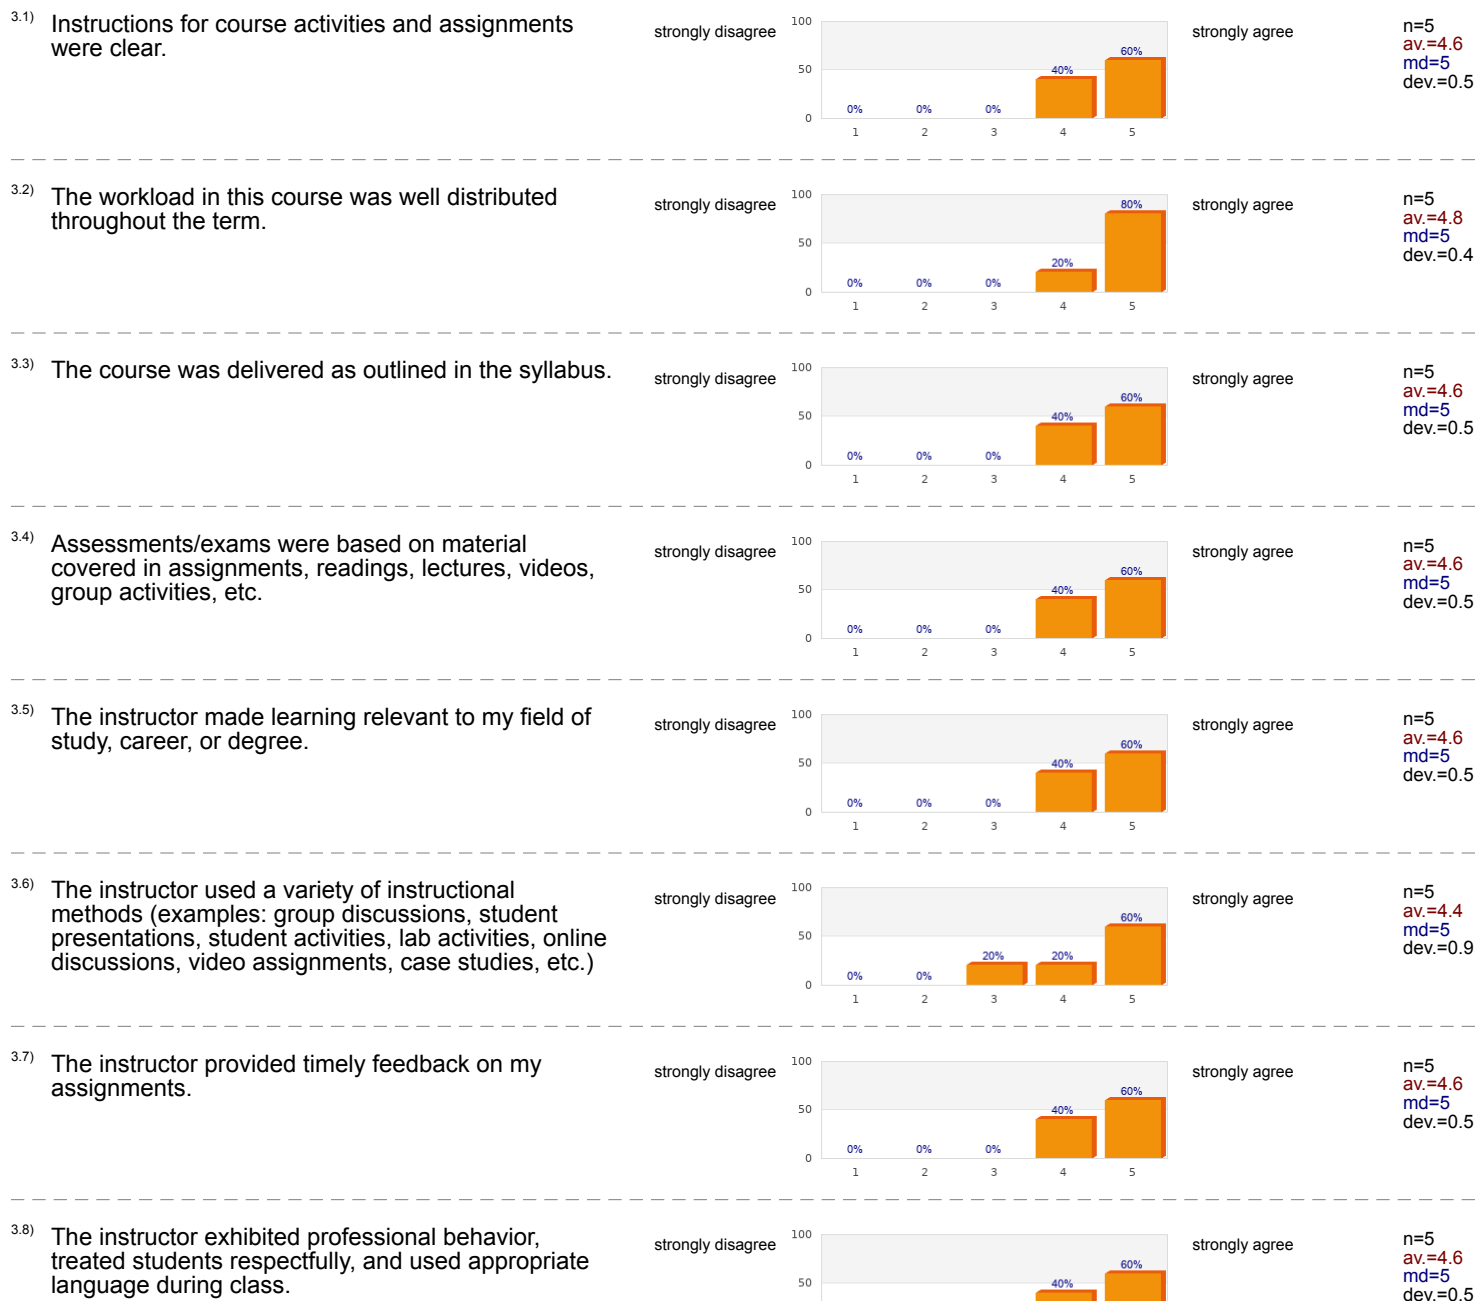 3.1) Instructions for course activities and assignments
were clear.
strongly disagree
100
50
0
0% 0% 0% 40% 60%
1 2 3 4 5
strongly agree
n=5
av.=4.6
md=5
dev.=0.5
3.2) The workload in this course was well distributed
throughout the term.
strongly disagree
100
50
0
0% 0% 0% 20% 80%
1 2 3 4 5
strongly agree
n=5
av.=4.8
md=5
dev.=0.4
3.3) The course was delivered as outlined in the syllabus.
strongly disagree
100
50
0
0% 0% 0% 40% 60%
1 2 3 4 5
strongly agree
n=5
av.=4.6
md=5
dev.=0.5
3.4) Assessments/exams were based on material
covered in assignments, readings, lectures, videos,
group activities, etc.
strongly disagree
100
50
0
0% 0% 0% 40% 60%
1 2 3 4 5
strongly agree
n=5
av.=4.6
md=5
dev.=0.5
3.5) The instructor made learning relevant to my field of
study, career, or degree.
strongly disagree
100
50
0
0% 0% 0% 40% 60%
1 2 3 4 5
strongly agree
n=5
av.=4.6
md=5
dev.=0.5
3.6) The instructor used a variety of instructional
methods (examples: group discussions, student
presentations, student activities, lab activities, online
discussions, video assignments, case studies, etc.)
strongly disagree
100
50
0
0% 0% 20% 20% 60%
1 2 3 4 5
strongly agree
n=5
av.=4.4
md=5
dev.=0.9
3.7) The instructor provided timely feedback on my
assignments.
strongly disagree
100
50
0
0% 0% 0% 40% 60%
1 2 3 4 5
strongly agree
n=5
av.=4.6
md=5
dev.=0.5
3.8) The instructor exhibited professional behavior,
treated students respectfully, and used appropriate
language during class.
strongly disagree
100
50
40% 60%
strongly agree
n=5
av.=4.6
md=5
dev.=0.5